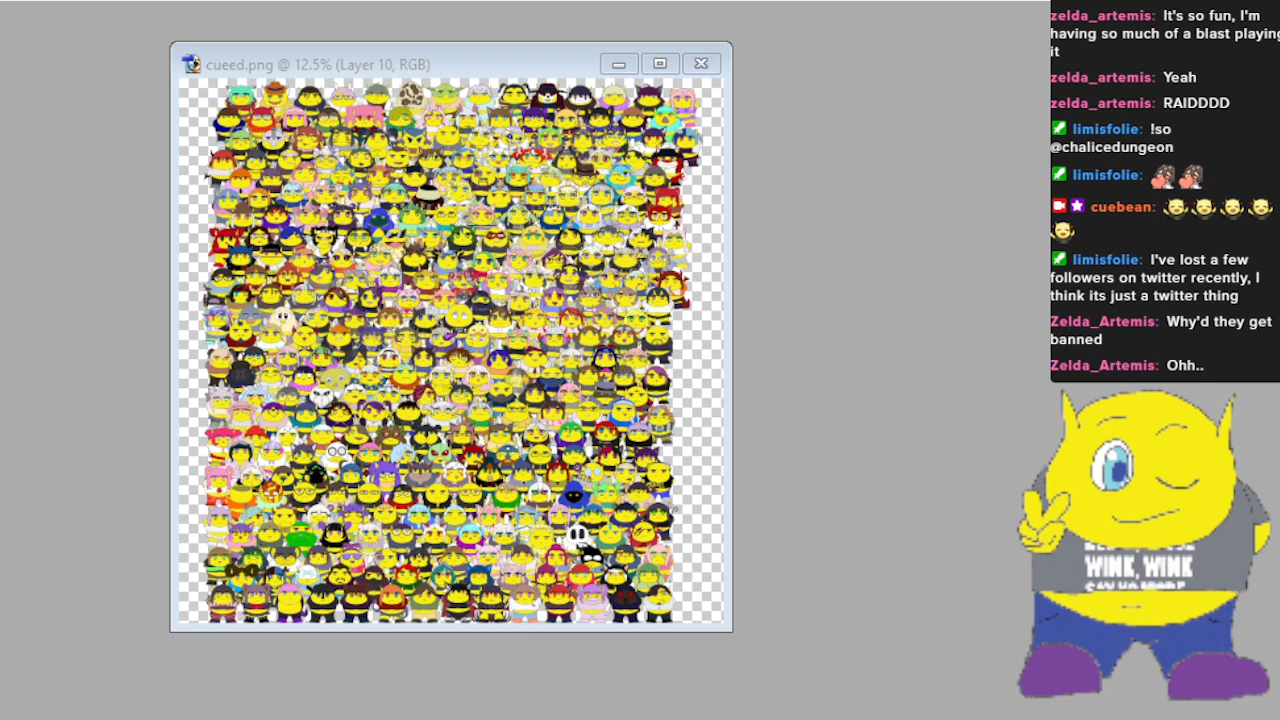 cueed.png @ 12.5% (Layer 10, RGB)
zelda_artemis: It's so fun, I'm
having so much of a blast playing
it
zelda_artemis: Yeah
zelda_artemis: RAIDDDD
limisfolie: !so
@chalicedungeon
limisfolie:
cuebean:
limisfolie: I've lost a few
followers on twitter recently, I
think its just a twitter thing
Zelda_Artemis: Why'd they get
banned
Zelda_Artemis: Ohh..
WINK, WINK